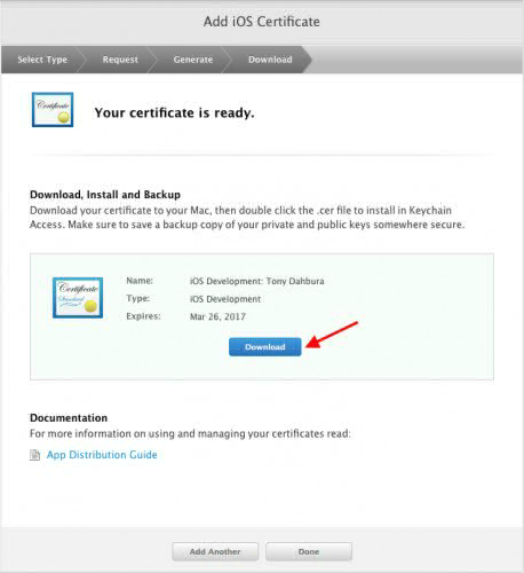 Add iOS Certificate
Select Type Request Generate Download
Certificate
Your certificate is ready.
Download, Install and Backup
Download your certificate to your Mac, then double click the .cer file to install in Keychain
Access. Make sure to save a backup copy of your private and public keys somewhere secure.
Certificate
Standard
Name: iOS Development: Tony Dahbura
Type: iOS Development
Expires: Mar 26, 2017
Download
Documentation
For more information on using and managing your certificates read:
App Distribution Guide
Add Another Done